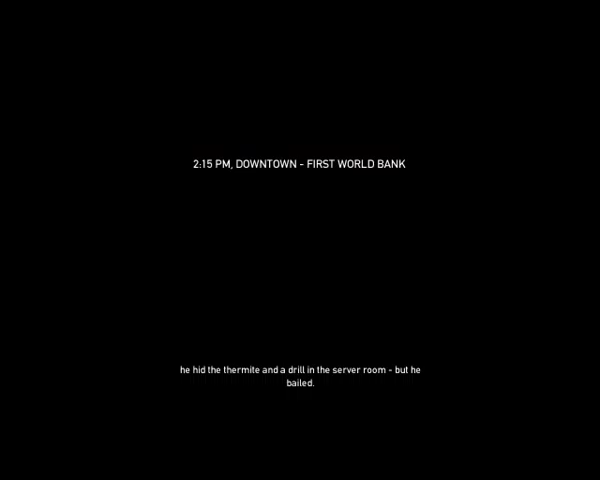 2:15 PM, DOWNTOWN - FIRST WORLD BANK
he hid the thermite and a drill in the server room - but he
bailed.